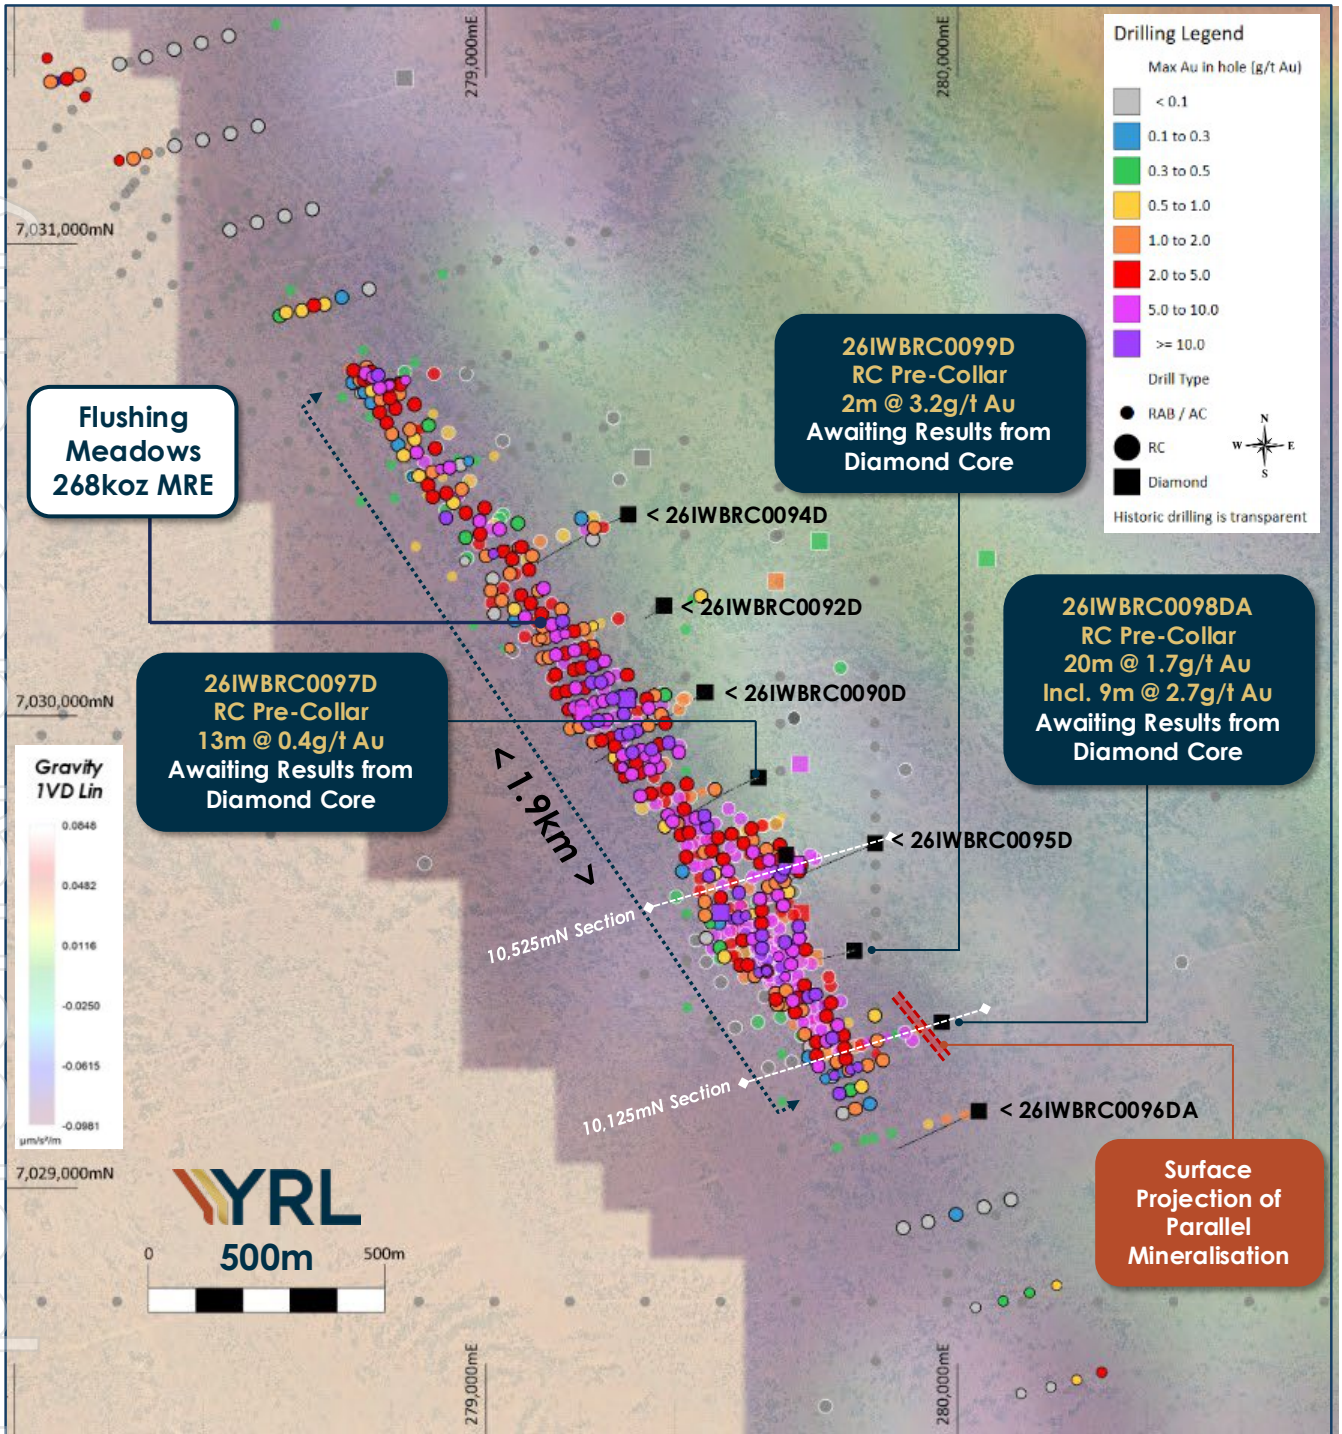 279,000mE
280,000mE
Drilling Legend
Max Au in hole (g/t Au)
< 0.1
0.1 to 0.3
0.3 to 0.5
0.5 to 1.0
1.0 to 2.0
2.0 to 5.0
5.0 to 10.0
>= 10.0
Drill Type
RAB / AC
RC
Diamond
N
W
E
S
Historic drilling is transparent
7,031,000mN
26IWBRC0099D
RC Pre-Collar
2m @ 3.2g/t Au
Awaiting Results from
Diamond Core
Flushing
Meadows
268koz MRE
< 26IWBRC0094D
< 26IWBRC0092D
26IWBRC0098DA
RC Pre-Collar
20m @ 1.7g/t Au
Incl. 9m @ 2.7g/t Au
Awaiting Results from
Diamond Core
26IWBRC0097D
RC Pre-Collar
13m @ 0.4g/t Au
Awaiting Results from
Diamond Core
< 26IWBRC0090D
7,030,000mN
< 1.9km >
Gravity
1VD Lin
0.0848
0.0482
0.0116
-0.0250
-0.0615
-0.0981
µm/s²/m
< 26IWBRC0095D
10,525mN Section
10,125mN Section
< 26IWBRC0096DA
7,029,000mN
YRL
500m
0
500m
Surface
Projection of
Parallel
Mineralisation
279,000mE
280,000mE